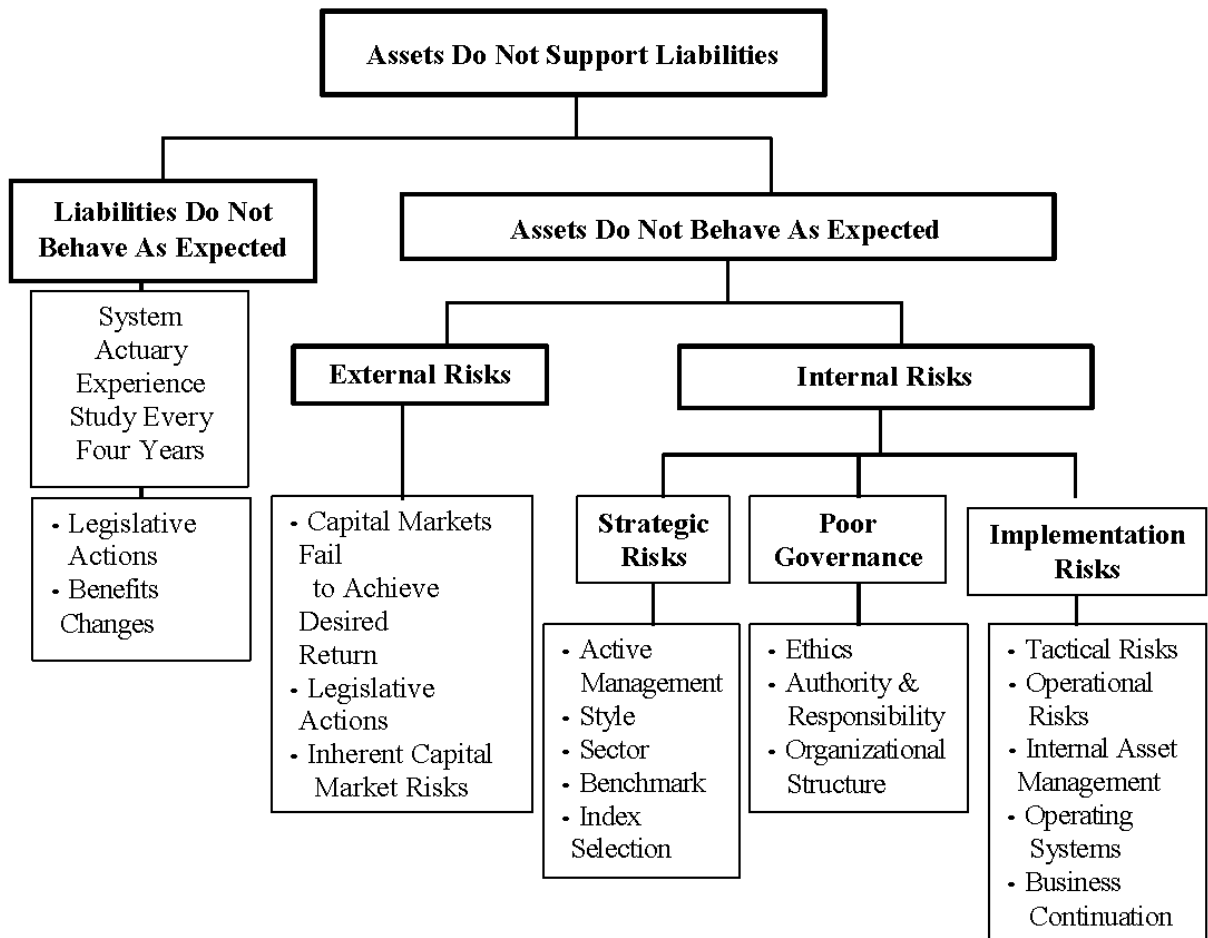 Assets Do Not Support Liabilities
Liabilities Do Not
Behave As Expected
Assets Do Not Behave As Expected
System
Actuary
Experience
Study Every
Four Years
• Legislative
Actions
• Benefits
Changes
External Risks
Internal Risks
• Capital Markets
Fail
to Achieve
Desired
Return
• Legislative
Actions
• Inherent Capital
Market Risks
Strategic
Risks
Poor
Governance
Implementation
Risks
• Active
Management
• Style
• Sector
• Benchmark
• Index
Selection
• Ethics
• Authority &
Responsibility
• Organizational
Structure
• Tactical Risks
• Operational
Risks
• Internal Asset
Management
• Operating
Systems
• Business
Continuation